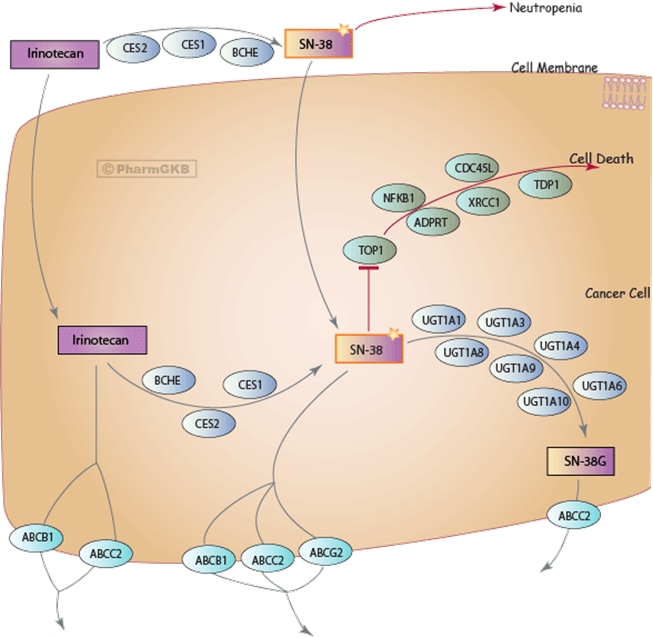 Neutropenia
Irinotecan
CES2
CES1
BCHE
SN-38
Cell Membrane
© PharmGKB
Cell Death
CDC45L
TDP1
NFKB1
XRCC1
ADPRT
TOP1
Cancer Cell
UGT1A1
UGT1A3
Irinotecan
SN-38
UGT1A4
UGT1A8
UGT1A9
BCHE
CES1
UGT1A6
UGT1A10
CES2
SN-38G
ABCC2
ABCB1
ABCC2
ABCB1
ABCC2
ABCG2